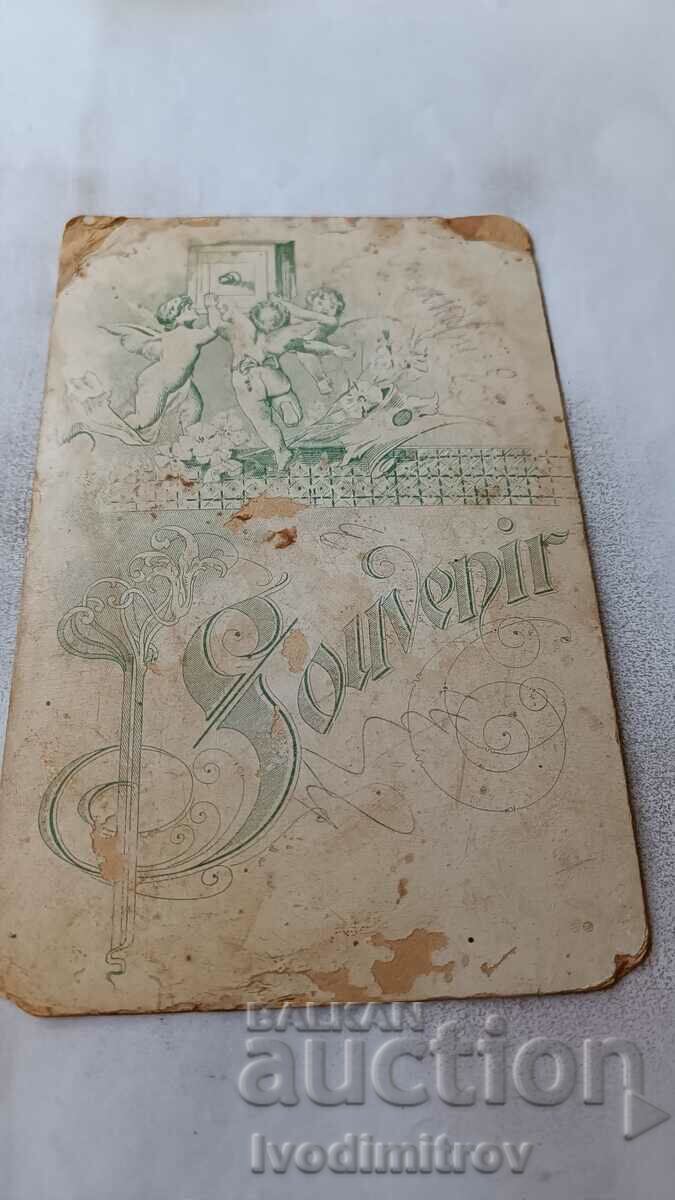 Souvenir
BALKAN
auction
Ivodimitrov